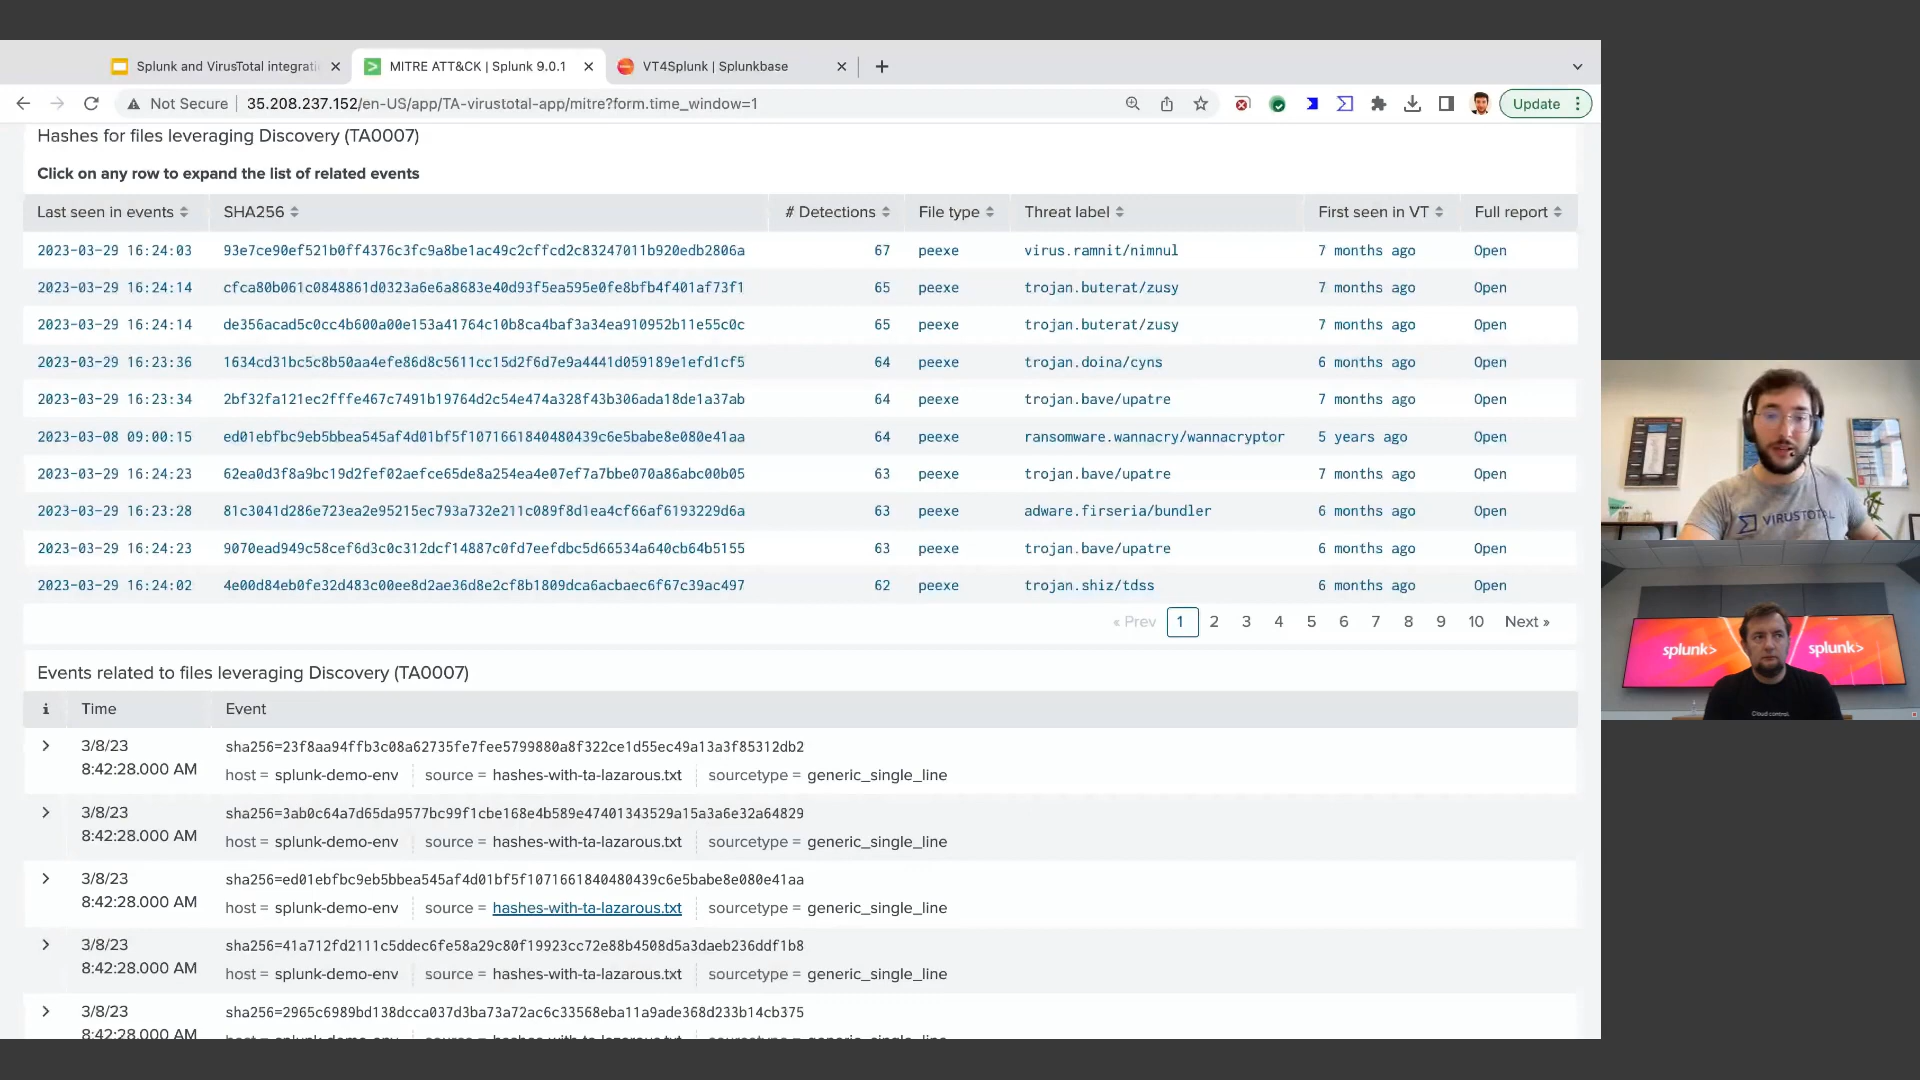 Splunk and VirusTotal integrati
MITRE ATT&CK | Splunk 9.0.1
VT4Splunk | Splunkbase
Not Secure
35.208.237.152/en-US/app/TA-virustotal-app/mitre?form.time_window=1
Update
Hashes for files leveraging Discovery (TA0007)
Click on any row to expand the list of related events
Last seen in events SHA256 # Detections File type Threat label First seen in VT Full report
2023-03-29 16:24:03 93e7ce90ef521b0ff4376c3fc9a8be1ac49c2cffcd2c83247011b920edb2806a 67 peexe virus.ramnit/nimnul 7 months ago Open
2023-03-29 16:24:14 cfca80b061c0848861d0323a6e6a8683e40d93f5ea595e0fe8bfb4f401af73f1 65 peexe trojan.buterat/zusy 7 months ago Open
2023-03-29 16:24:14 de356acad5c0cc4b600a00e153a41764c10b8ca4baf3a34ea910952b11e55c0c 65 peexe trojan.buterat/zusy 7 months ago Open
2023-03-29 16:23:36 1634cd31bc5c8b50aa4efe86d8c5611cc15d2f6d7e9a4441d059189e1efd1cf5 64 peexe trojan.doina/cyns 6 months ago Open
2023-03-29 16:23:34 2bf32fa121ec2fffe467c7491b19764d2c54e474a328f43b306ada18de1a37ab 64 peexe trojan.bave/upatre 7 months ago Open
2023-03-08 09:00:15 ed01ebfbc9eb5bbea545af4d01bf5f1071661840480439c6e5babe8e080e41aa 64 peexe ransomware.wannacry/wannacryptor 5 years ago Open
2023-03-29 16:24:23 62ea0d3f8a9bc19d2fef02aefce65de8a254ea4e07ef7a7bbe070a86abc00b05 63 peexe trojan.bave/upatre 7 months ago Open
2023-03-29 16:23:28 81c3041d286e723ea2e95215ec793a732e211c089f8d1ea4cf66af6193229d6a 63 peexe adware.firseria/bundler 6 months ago Open
2023-03-29 16:24:23 9070ead949c58cef6d3c0c312dcf14887c0fd7eefdbc5d66534a640cb64b5155 63 peexe trojan.bave/upatre 6 months ago Open
2023-03-29 16:24:02 4e00d84eb0fe32d483c00ee8d2ae36d8e2cf8b1809dca6acbaec6f67c39ac497 62 peexe trojan.shiz/tdss 6 months ago Open
« Prev 1 2 3 4 5 6 7 8 9 10 Next »
Events related to files leveraging Discovery (TA0007)
i Time Event
3/8/23 sha256=23f8aa94ffb3c08a62735fe7fee5799880a8f322ce1d55ec49a13a3f85312db2
8:42:28.000 AM host = splunk-demo-env source = hashes-with-ta-lazarous.txt sourcetype = generic_single_line
3/8/23 sha256=3ab0c64a7d65da9577bc99f1cbe168e4b589e47401343529a15a3a6e32a64829
8:42:28.000 AM host = splunk-demo-env source = hashes-with-ta-lazarous.txt sourcetype = generic_single_line
3/8/23 sha256=ed01ebfbc9eb5bbea545af4d01bf5f1071661840480439c6e5babe8e080e41aa
8:42:28.000 AM host = splunk-demo-env source = hashes-with-ta-lazarous.txt sourcetype = generic_single_line
3/8/23 sha256=41a712fd2111c5ddec6fe58a29c80f19923cc72e88b4508d5a3daeb236ddf1b8
8:42:28.000 AM host = splunk-demo-env source = hashes-with-ta-lazarous.txt sourcetype = generic_single_line
3/8/23 sha256=2965c6989bd138dcca037d3ba73a72ac6c33568eba11a9ade368d233b14cb375
8:42:28.000 AM
VIRUSTOTAL
splunk> splunk>
Cloud control.